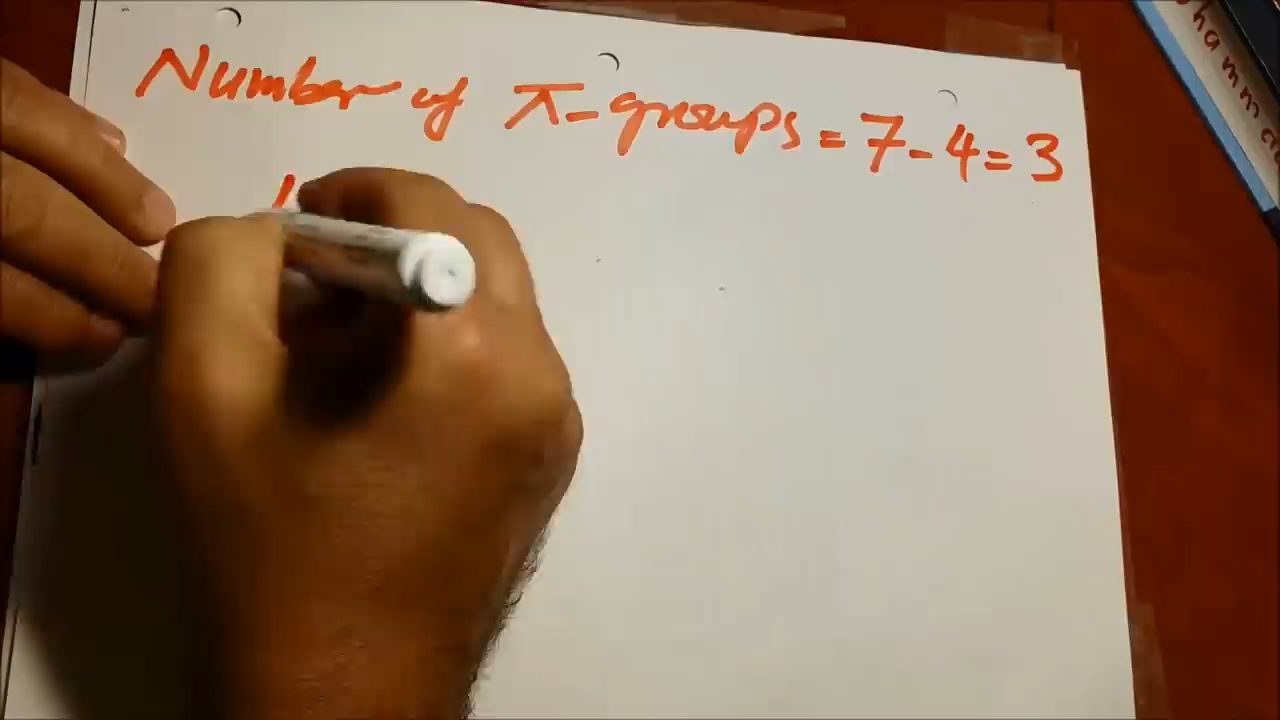 Number of π-groups = 7-4=3